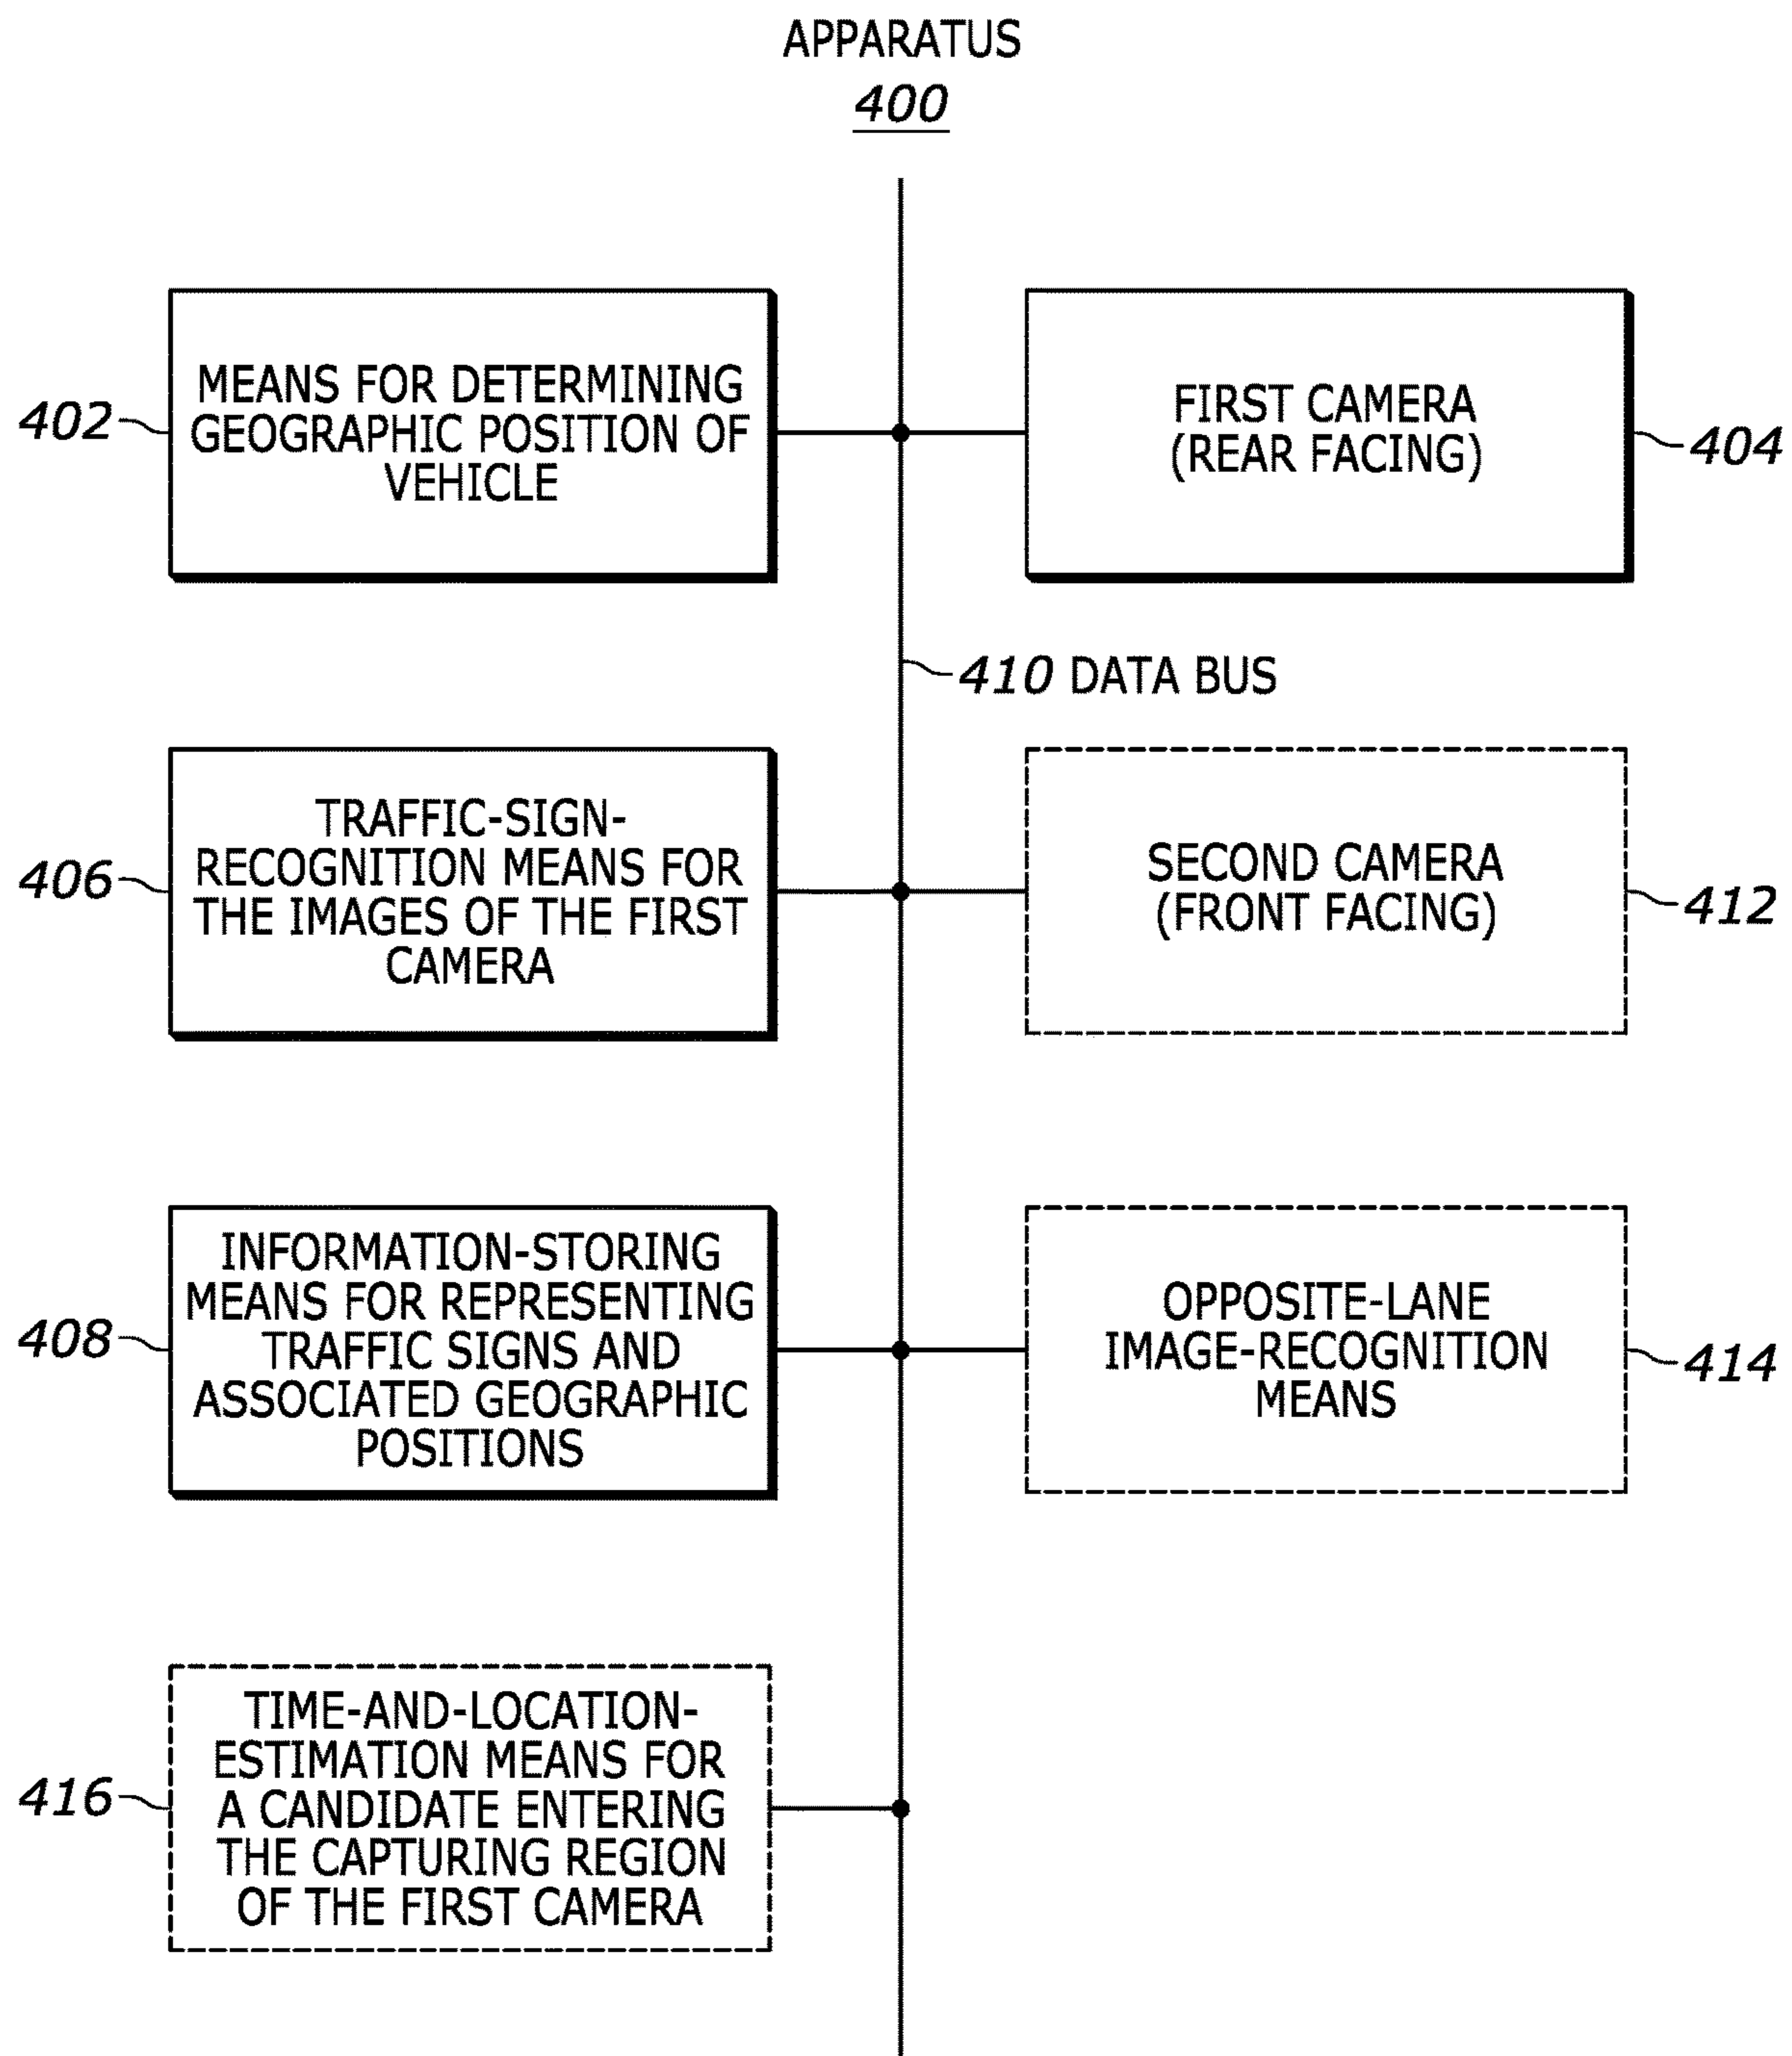 APPARATUS
400
402
MEANS FOR DETERMINING
GEOGRAPHIC POSITION OF
VEHICLE
FIRST CAMERA
(REAR FACING)
404
410 DATA BUS
406
TRAFFIC-SIGN-
RECOGNITION MEANS FOR
THE IMAGES OF THE FIRST
CAMERA
SECOND CAMERA
(FRONT FACING)
412
408
INFORMATION-STORING
MEANS FOR REPRESENTING
TRAFFIC SIGNS AND
ASSOCIATED GEOGRAPHIC
POSITIONS
OPPOSITE-LANE
IMAGE-RECOGNITION
MEANS
414
416
TIME-AND-LOCATION-
ESTIMATION MEANS FOR
A CANDIDATE ENTERING
THE CAPTURING REGION
OF THE FIRST CAMERA